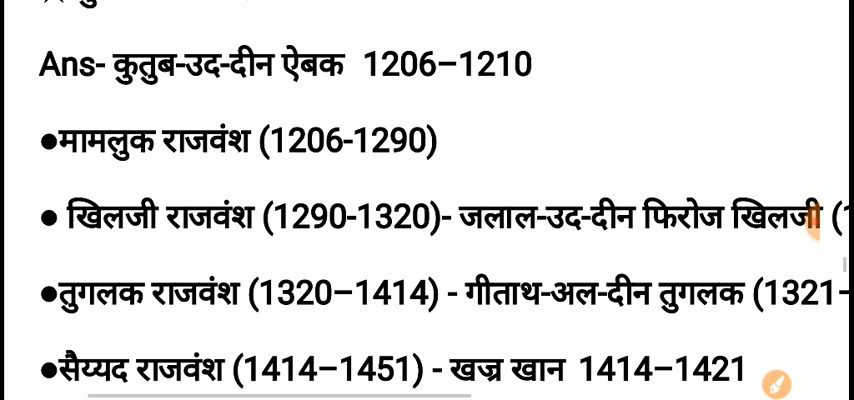 Ans- कुतुब-उद-दीन ऐबक 1206–1210
●मामलुक राजवंश (1206-1290)
● खिलजी राजवंश (1290-1320)- जलाल-उद-दीन फिरोज खिलजी (
●तुगलक राजवंश (1320–1414) - गीताथ-अल-दीन तुगलक (1321-
●सैय्यद राजवंश (1414–1451) - खज्र खान 1414–1421